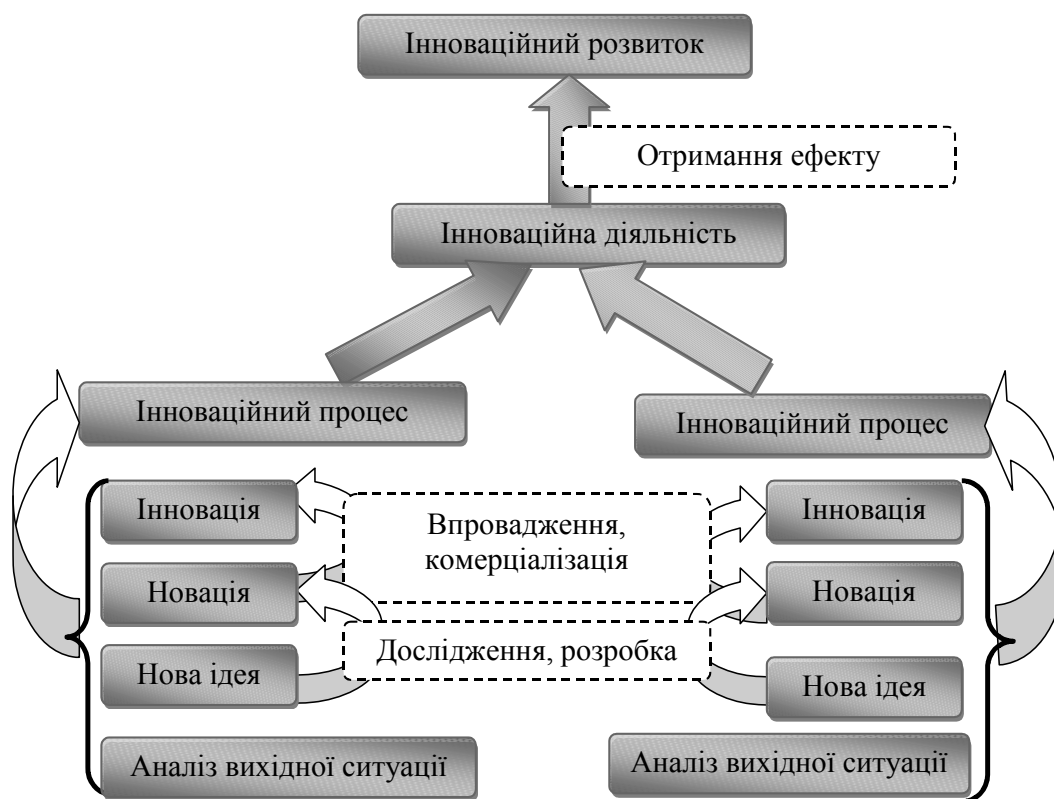 Інноваційний розвиток
Отримання ефекту
Інноваційна діяльність
Інноваційний процес
Інноваційний процес
Інновація
Впровадження,
комерціалізація
Інновація
Новація
Новація
Дослідження, розробка
Нова ідея
Нова ідея
Аналіз вихідної ситуації
Аналіз вихідної ситуації